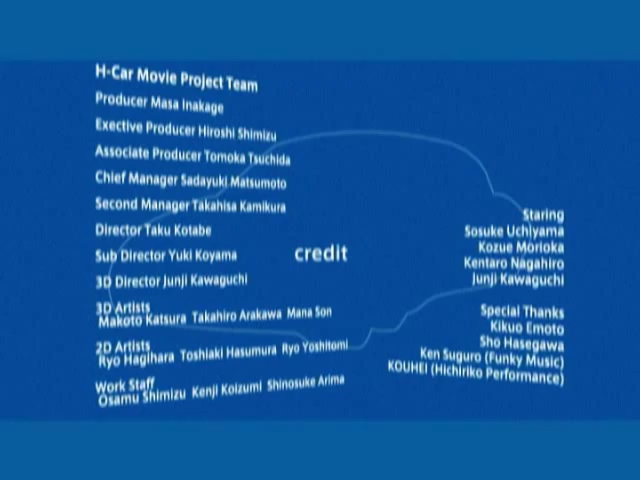 H-Car Movie Project Team
Producer Masa Inakage
Exective Producer Hiroshi Shimizu
Associate Producer Tomoka Tsuchida
Chief Manager Sadayuki Matsumoto
Second Manager Takahisa Kamikura
Director Taku Kotabe
Sub Director Yuki Koyama
3D Director Junji Kawaguchi
3D Artists
Makoto Katsura Takahiro Arakawa Mana Son
2D Artists
Ryo Hagihara Toshiaki Hasumura Ryo Yoshitomi
Work Staff
Osamu Shimizu Kenji Koizumi Shinosuke Arima
credit
Staring
Sosuke Uchiyama
Kozue Morioka
Kentaro Nagahiro
Junji Kawaguchi
Special Thanks
Kikuo Emoto
Sho Hasegawa
Ken Suguro (Funky Music)
KOUHEI (Hichiriko Performance)